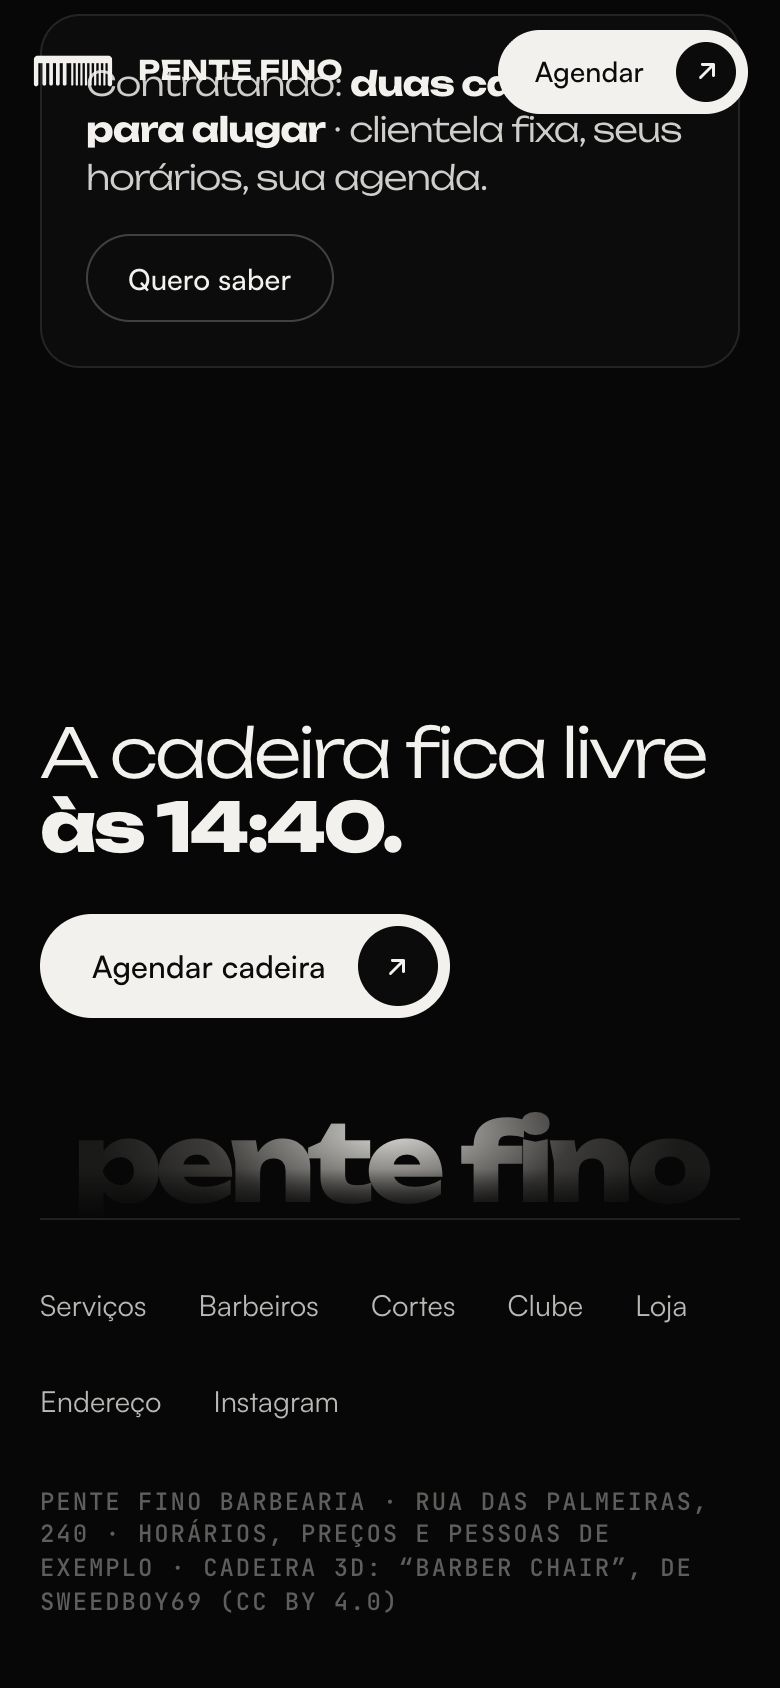 PENTE FINO
Agendar
Contratando: duas
para alugar · clientela fixa, seus
horários, sua agenda.
Quero saber
A cadeira fica livre
às 14:40.
Agendar cadeira
pente fino
Serviços Barbeiros Cortes Clube Loja
Endereço Instagram
PENTE FINO BARBEARIA · RUA DAS PALMEIRAS,
240 · HORÁRIOS, PREÇOS E PESSOAS DE
EXEMPLO · CADEIRA 3D: “BARBER CHAIR”, DE
SWEEDBOY69 (CC BY 4.0)